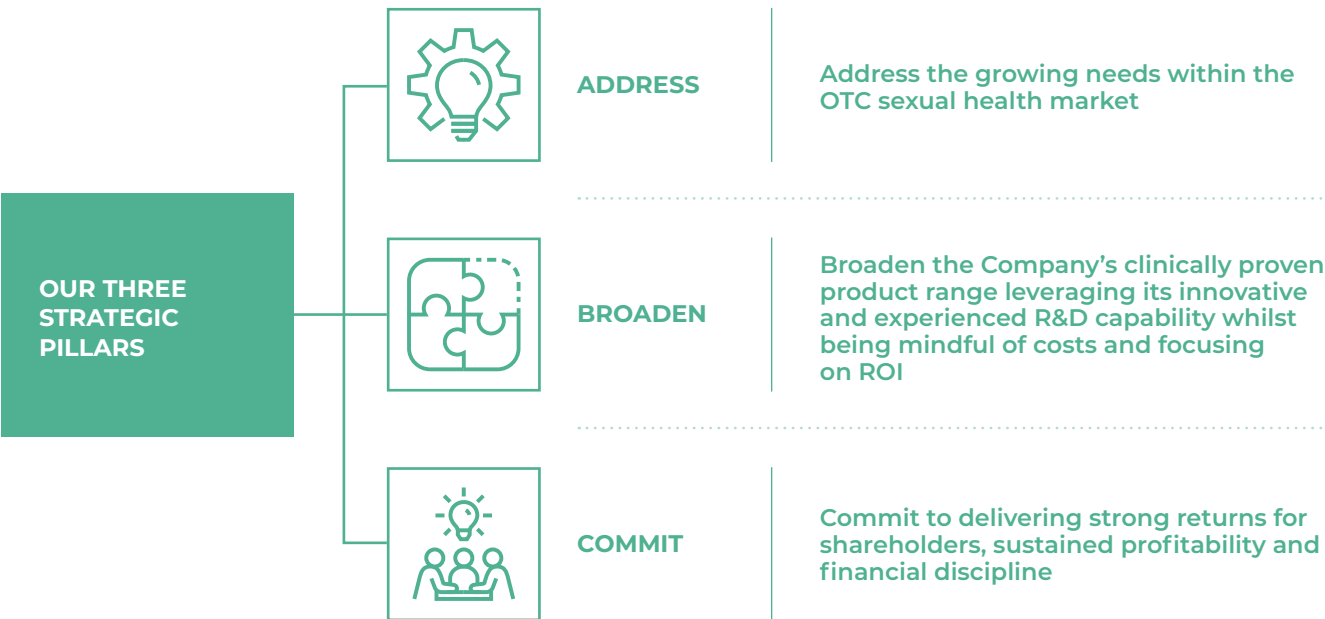 OUR THREE
STRATEGIC
PILLARS
ADDRESS
Address the growing needs within the
OTC sexual health market
BROADEN
Broaden the Company’s clinically proven
product range leveraging its innovative
and experienced R&D capability whilst
being mindful of costs and focusing
on ROI
COMMIT
Commit to delivering strong returns for
shareholders, sustained profitability and
financial discipline